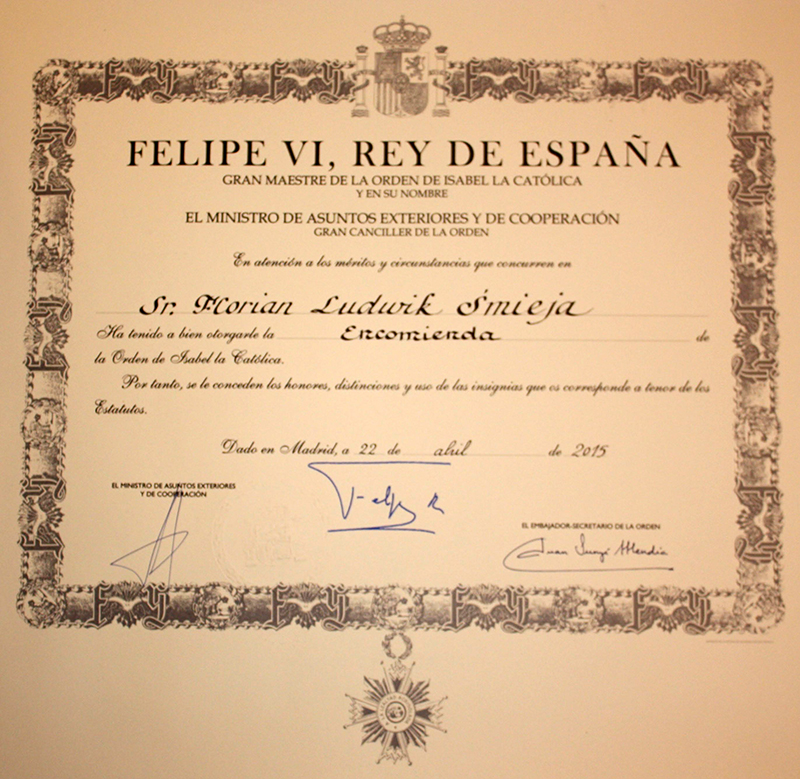 FELIPE VI, REY DE ESPAÑA
GRAN MAESTRE DE LA ORDEN DE ISABEL LA CATÓLICA
Y EN SU NOMBRE
EL MINISTRO DE ASUNTOS EXTERIORES Y DE COOPERACIÓN
GRAN CANCILLER DE LA ORDEN
En atención a los méritos y circunstancias que concurren en
Sr. Florian Ludwik Śmieja
Ha tenido a bien otorgarle la Encomienda de
la Orden de Isabel la Católica.
Por tanto, se le conceden los honores, distinciones y uso de las insignias que os corresponde a tenor de los
Estatutos.
Dado en Madrid, a 22 de abril de 2015
EL MINISTRO DE ASUNTOS EXTERIORES
Y DE COOPERACIÓN
Felipe R
EL EMBAJADOR-SECRETARIO DE LA ORDEN
Juan